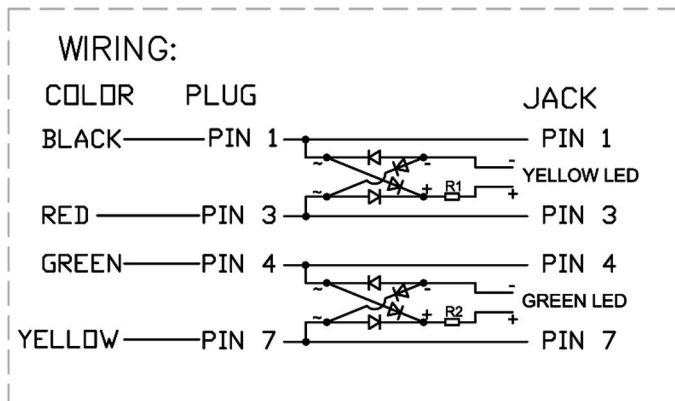 WIRING:
COLOR PLUG JACK
BLACK PIN 1 PIN 1
~ - - YELLOW LED
~ + R1 +
RED PIN 3 PIN 3
GREEN PIN 4 PIN 4
~ - - GREEN LED
~ + R2 +
YELLOW PIN 7 PIN 7